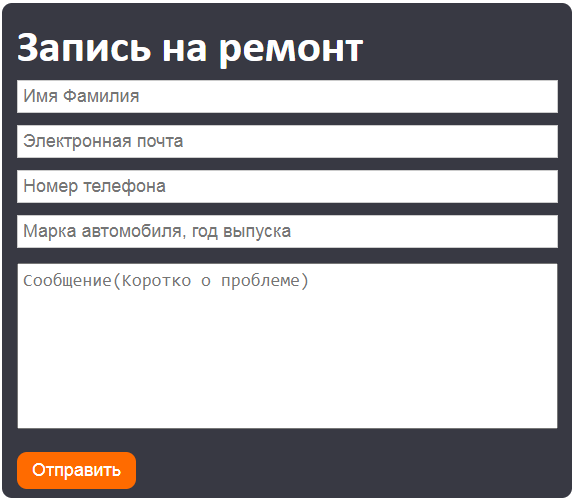 Запись на ремонт
Имя Фамилия
Электронная почта
Номер телефона
Марка автомобиля, год выпуска
Сообщение(Коротко о проблеме)
Отправить